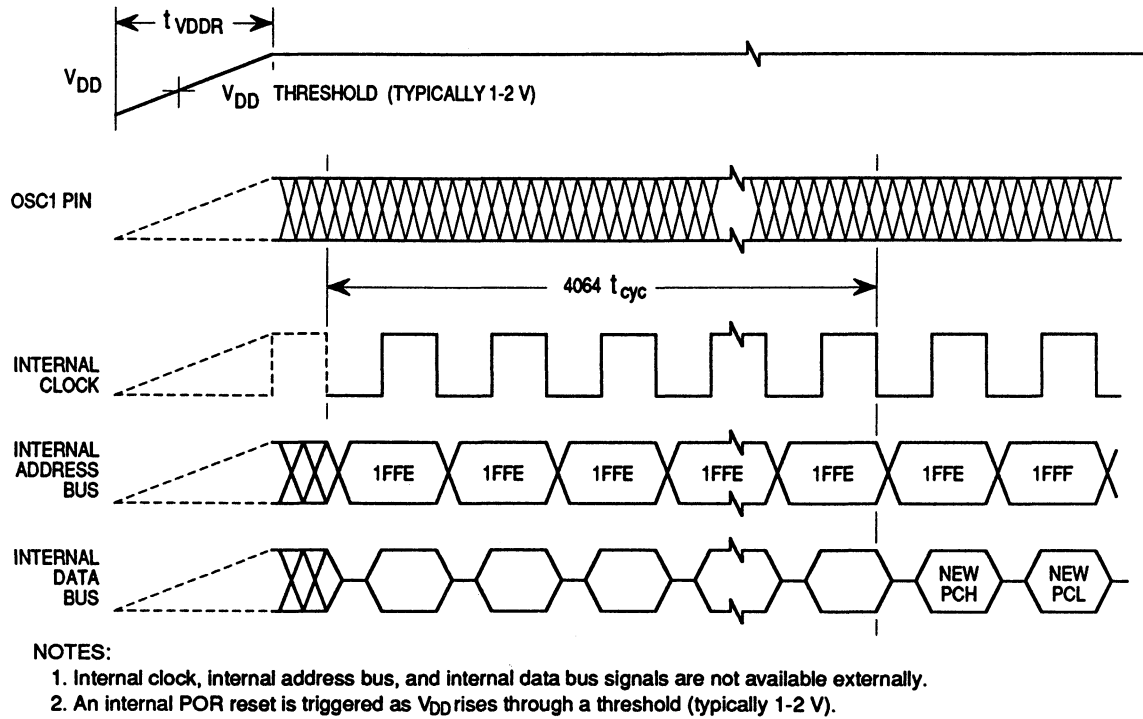 t VDDR
VDD
VDD THRESHOLD (TYPICALLY 1-2 V)
OSC1 PIN
4064 tcyc
INTERNAL
CLOCK
INTERNAL
ADDRESS
BUS
1FFE 1FFE 1FFE 1FFE 1FFE 1FFE 1FFF
INTERNAL
DATA
BUS
NEW
PCH
NEW
PCL
NOTES:
1. Internal clock, internal address bus, and internal data bus signals are not available externally.
2. An internal POR reset is triggered as VDD rises through a threshold (typically 1-2 V).